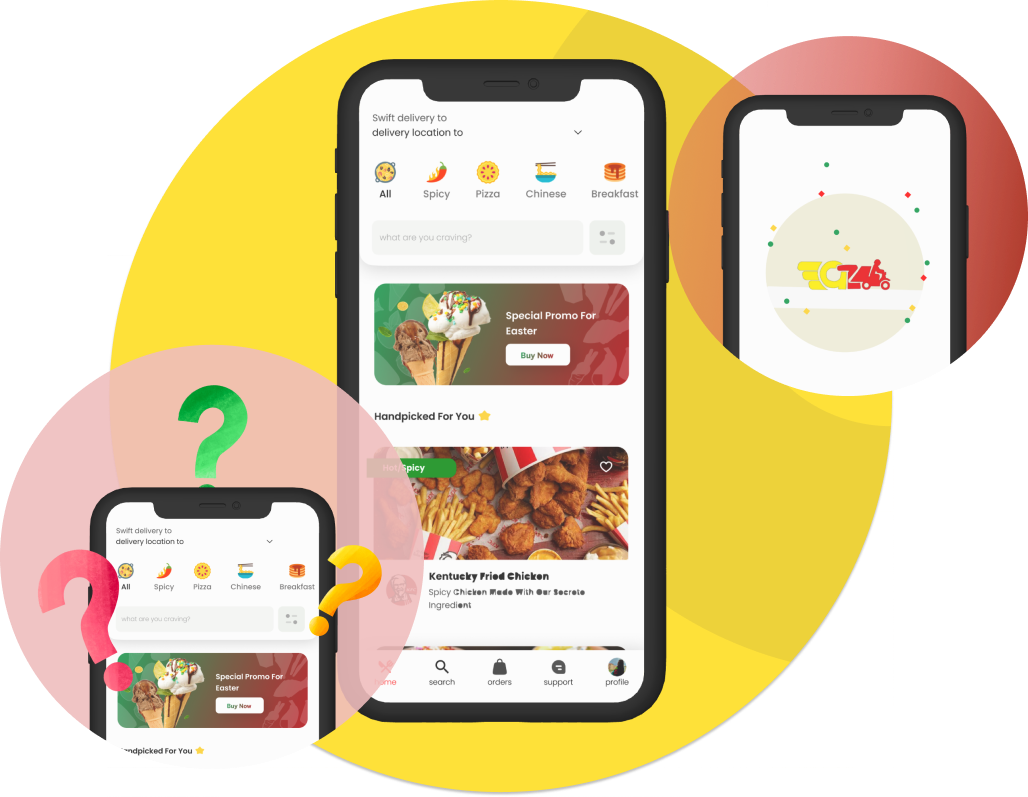 Swift delivery to
delivery location to
All
Spicy
Pizza
Chinese
Breakfast
what are you craving?
Special Promo For
Easter
Buy Now
Handpicked For You
Hot/Spicy
Kentucky Fried Chicken
Spicy Chicken Made With Our Secrete
Ingredient
home
search
orders
support
profile
Swift delivery to
delivery location to
All
Spicy
Pizza
Chinese
Breakfast
what are you craving?
Special Promo For
Easter
Buy Now
Handpicked For You
? ? ?